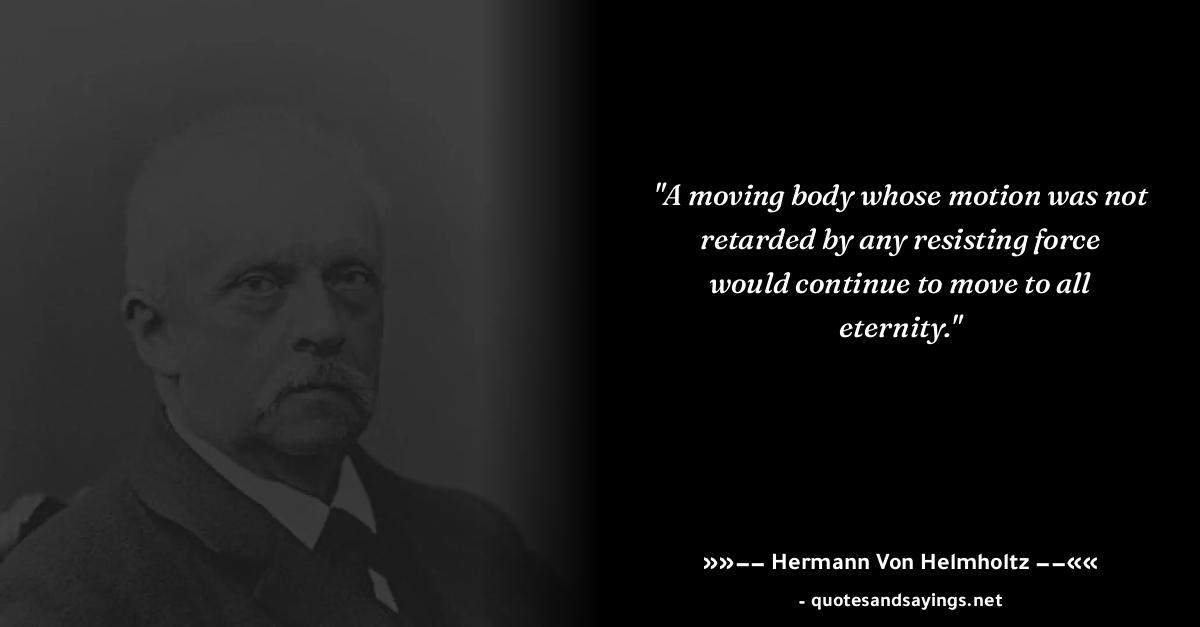 "A moving body whose motion was not
retarded by any resisting force
would continue to move to all
eternity."
»»–– Hermann Von Helmholtz ––««
- quotesandsayings.net